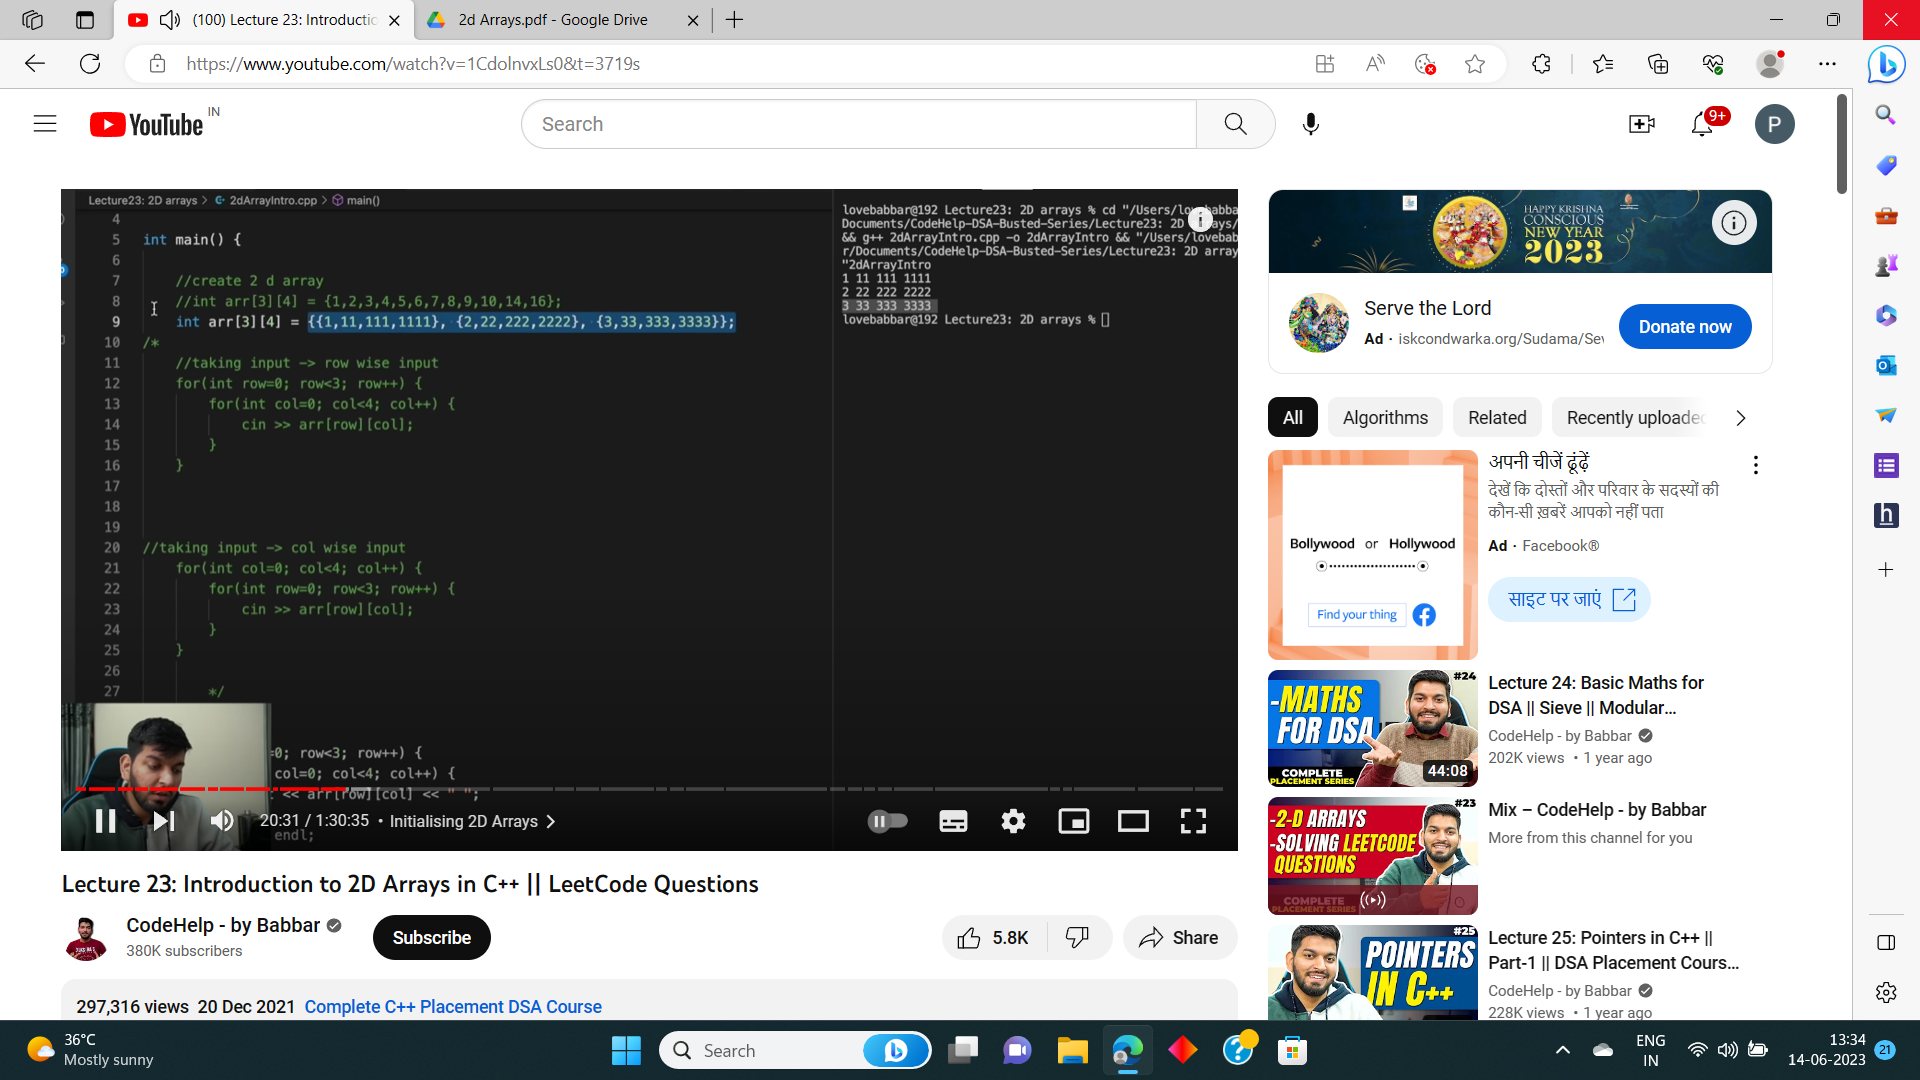 (100) Lecture 23: Introductio
2d Arrays.pdf - Google Drive
https://www.youtube.com/watch?v=1CdolnvxLs0&t=3719s
YouTube IN
Search
9+
P
Lecture23: 2D arrays > 2dArrayIntro.cpp > main()
4
5 int main() {
6
7 //create 2 d array
8 //int arr[3][4] = {1,2,3,4,5,6,7,8,9,10,14,16};
9 int arr[3][4] = {{1,11,111,1111}, {2,22,222,2222}, {3,33,333,3333}};
10 /*
11 //taking input -> row wise input
12 for(int row=0; row<3; row++) {
13 for(int col=0; col<4; col++) {
14 cin >> arr[row][col];
15 }
16 }
17
18
19
20 //taking input -> col wise input
21 for(int col=0; col<4; col++) {
22 for(int row=0; row<3; row++) {
23 cin >> arr[row][col];
24 }
25 }
26
27 */
=0; row<3; row++) {
col=0; col<4; col++) {
<< arr[row][col] << " ";
endl;
lovebabbar@192 Lecture23: 2D arrays % cd "/Users/lovebabba
Documents/CodeHelp-DSA-Busted-Series/Lecture23: 2D arrays/
&& g++ 2dArrayIntro.cpp -o 2dArrayIntro && "/Users/lovebab
r/Documents/CodeHelp-DSA-Busted-Series/Lecture23: 2D array
"2dArrayIntro
1 11 111 1111
2 22 222 2222
3 33 333 3333
lovebabbar@192 Lecture23: 2D arrays %
20:31 / 1:30:35 • Initialising 2D Arrays >
Lecture 23: Introduction to 2D Arrays in C++ || LeetCode Questions
CodeHelp - by Babbar
380K subscribers
Subscribe
5.8K
Share
297,316 views 20 Dec 2021 Complete C++ Placement DSA Course
HAPPY KRISHNA
CONSCIOUS
NEW YEAR
2023
Serve the Lord
Ad · iskcondwarka.org/Sudama/Sev
Donate now
All
Algorithms
Related
Recently uploaded
Bollywood or Hollywood
Find your thing
अपनी चीजें ढूंढ़ें
देखें कि दोस्तों और परिवार के सदस्यों की
कौन-सी ख़बरें आपको नहीं पता
Ad · Facebook®
साइट पर जाएं
#24
-MATHS
FOR DSA
COMPLETE
PLACEMENT SERIES
44:08
Lecture 24: Basic Maths for
DSA || Sieve || Modular...
CodeHelp - by Babbar
202K views • 1 year ago
#23
-2-D ARRAYS
-SOLVING LEETCODE
QUESTIONS
COMPLETE
PLACEMENT SERIES
Mix – CodeHelp - by Babbar
More from this channel for you
#25
POINTERS
IN C++
Lecture 25: Pointers in C++ ||
Part-1 || DSA Placement Cours...
CodeHelp - by Babbar
228K views • 1 year ago
36°C
Mostly sunny
Search
ENG
IN
13:34
14-06-2023
21